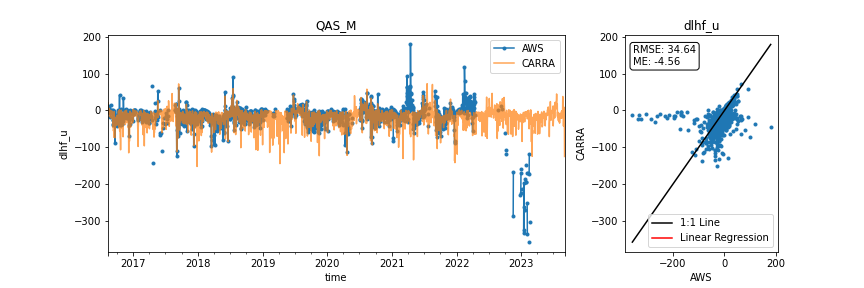 QAS_M
dlhf_u
200
100
0
−100
−200
−300
dlhf_u
2017
2018
2019
2020
2021
2022
2023
time
AWS
CARRA
200
100
0
−100
−200
−300
CARRA
−200
0
200
AWS
RMSE: 34.64
ME: -4.56
1:1 Line
Linear Regression